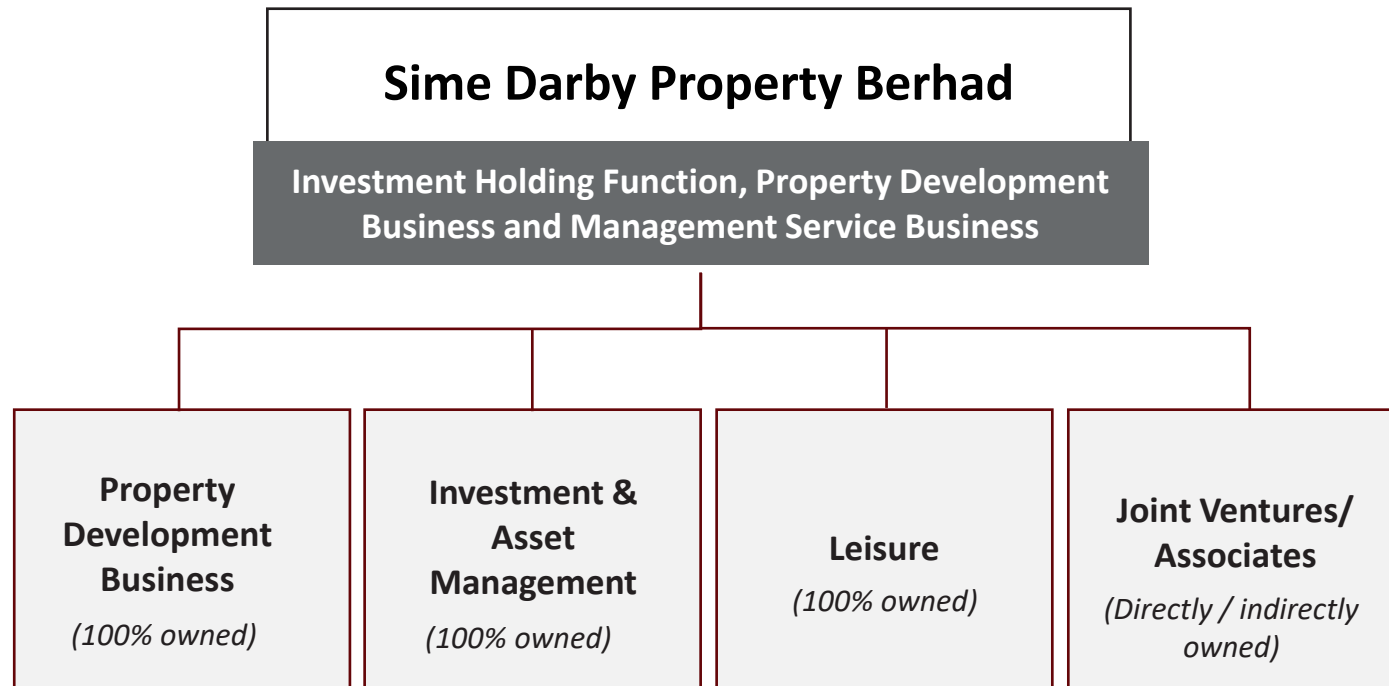 Sime Darby Property Berhad
Investment Holding Function, Property Development
Business and Management Service Business
Property
Development
Business
(100% owned)
Investment &
Asset
Management
(100% owned)
Leisure
(100% owned)
Joint Ventures/
Associates
(Directly / indirectly
owned)